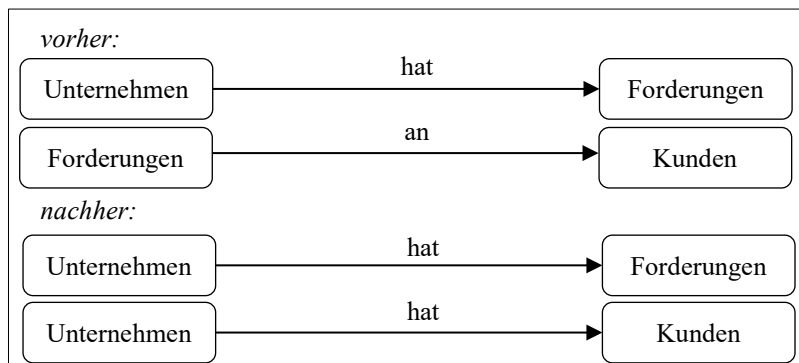 vorher:
hat
Unternehmen Forderungen
an
Forderungen Kunden
nachher:
hat
Unternehmen Forderungen
hat
Unternehmen Kunden